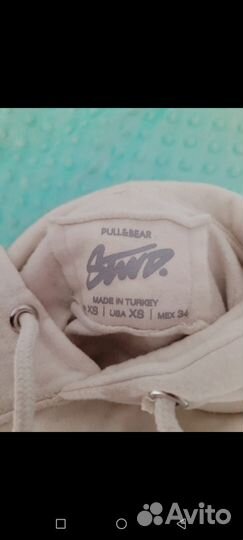 PULL&BEAR
STWD.
MADE IN TURKEY
XS | USA XS | MEX 34
Avito